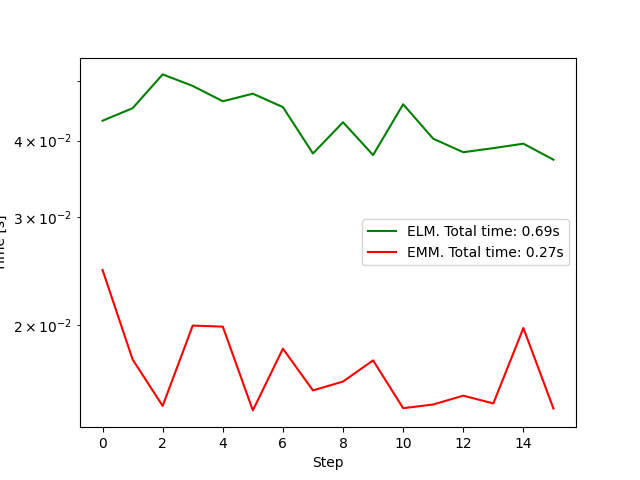 4 × 10⁻²
3 × 10⁻²
2 × 10⁻²
Time [s]
ELM. Total time: 0.69s
EMM. Total time: 0.27s
0 2 4 6 8 10 12 14
Step